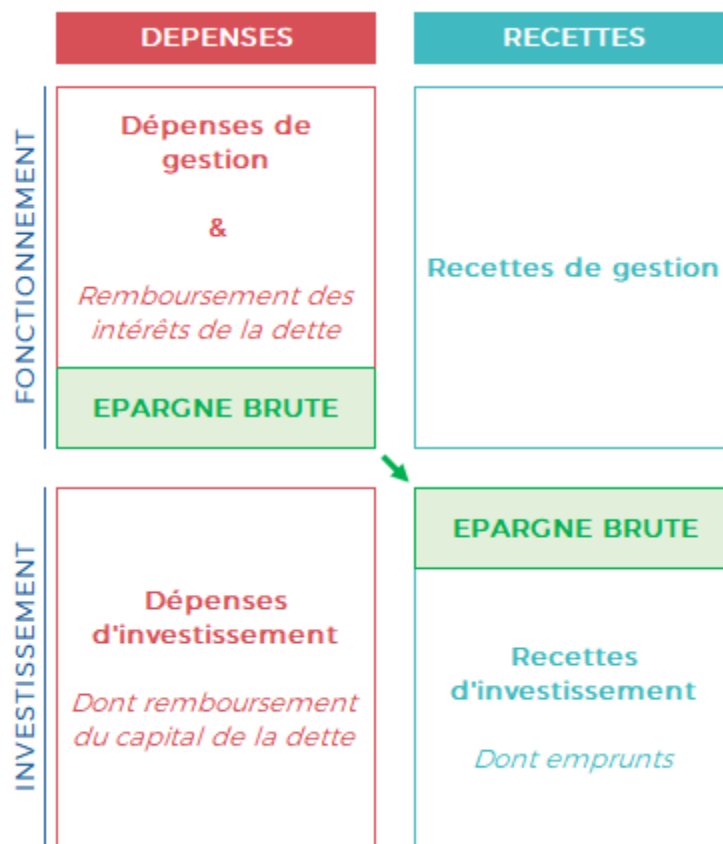 DEPENSES
RECETTES
FONCTIONNEMENT
Dépenses de
gestion
&
Remboursement des
intérêts de la dette
EPARGNE BRUTE
Recettes de gestion
INVESTISSEMENT
Dépenses
d'investissement
Dont remboursement
du capital de la dette
EPARGNE BRUTE
Recettes
d'investissement
Dont emprunts